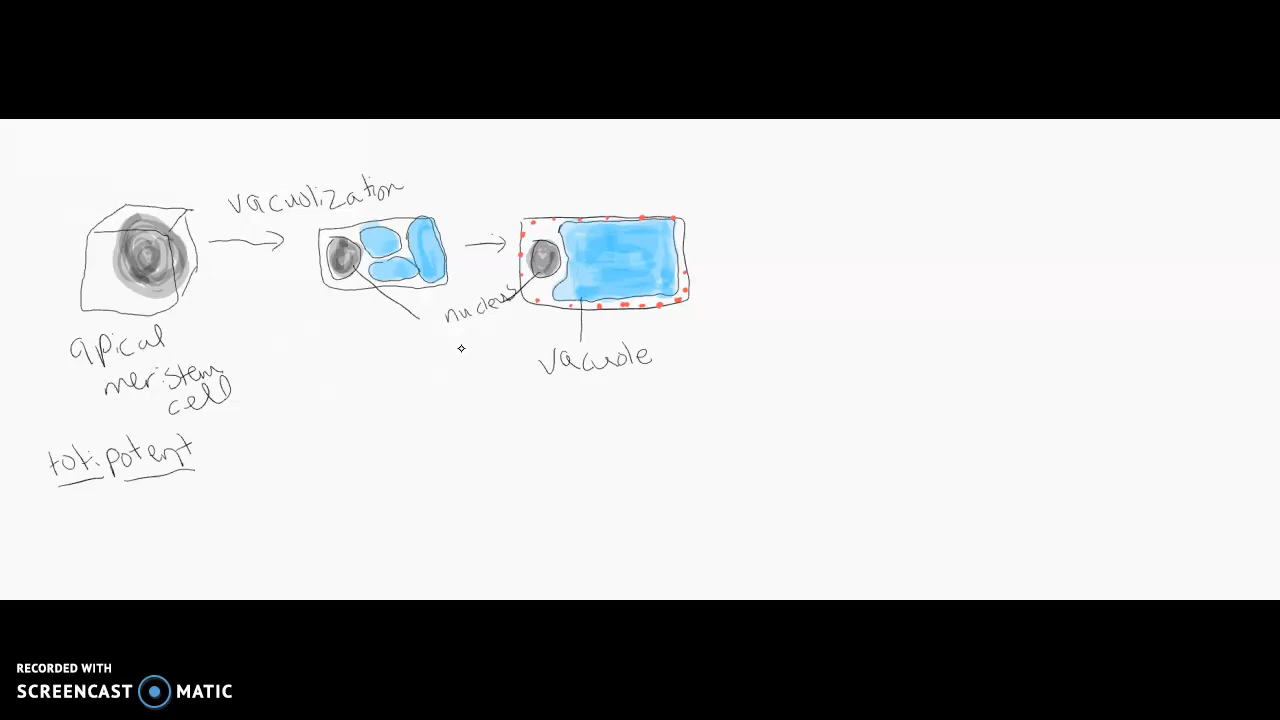 vacuolization
nucleus
vacuole
apical
meristem
cell
totipotent
RECORDED WITH
SCREENCAST MATIC